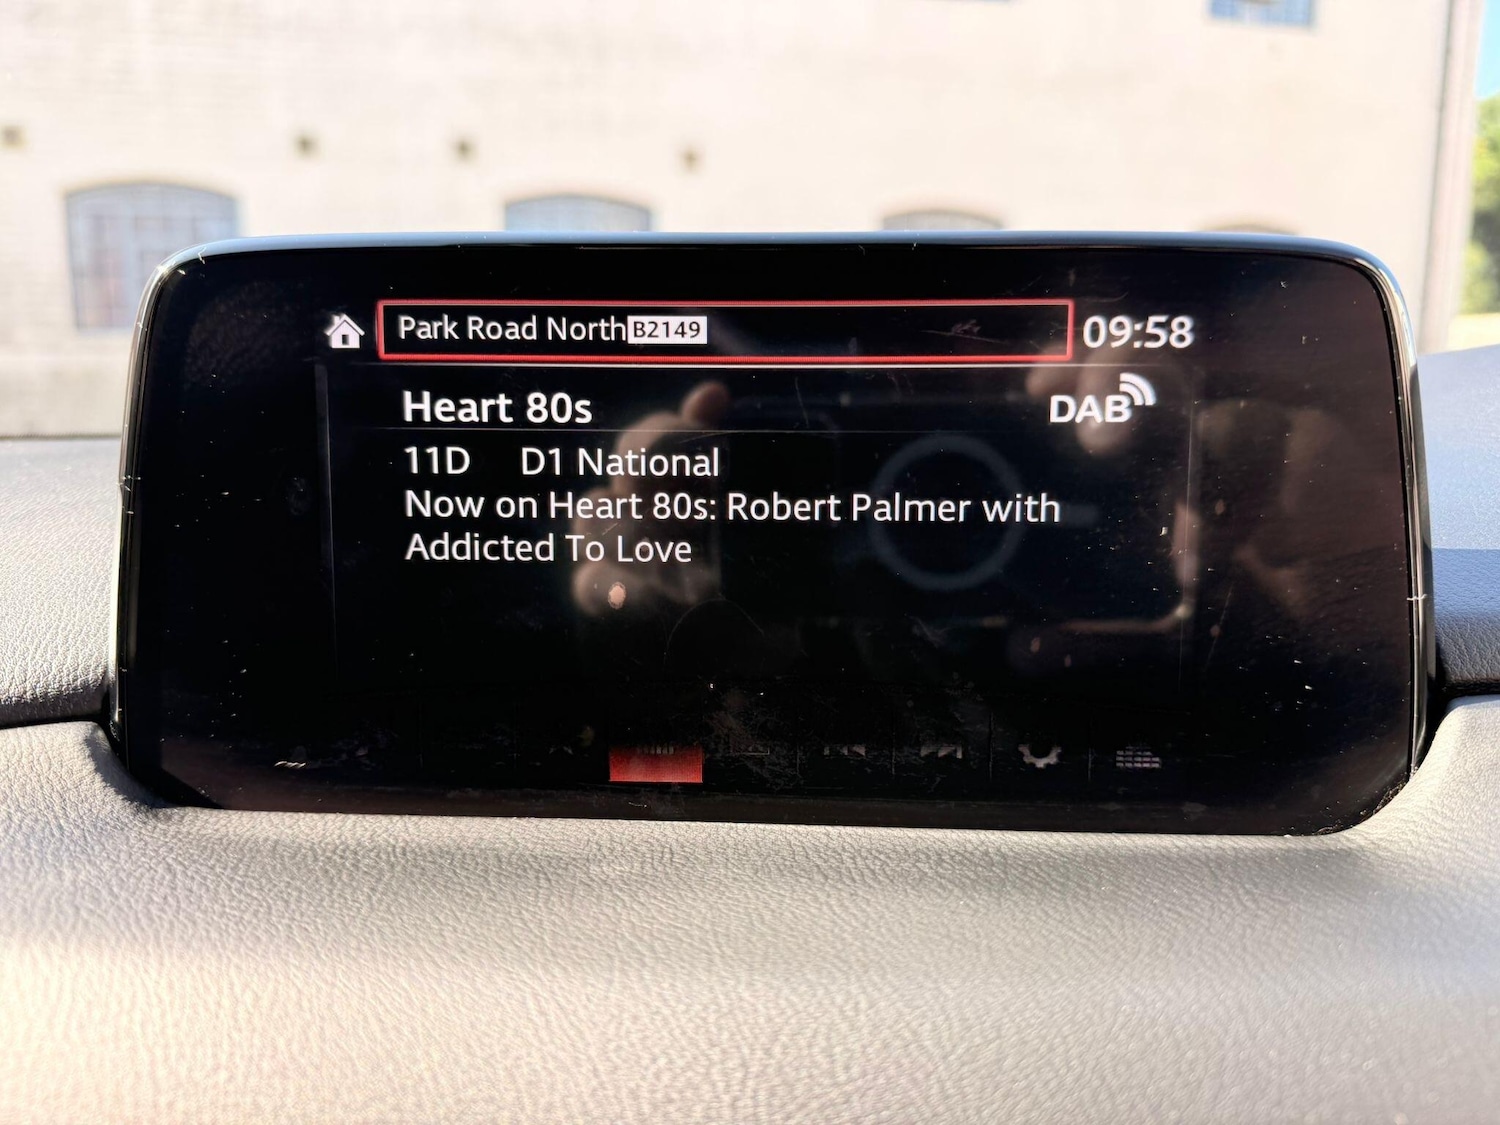 Park Road North B2149 09:58
Heart 80s DAB
11D D1 National
Now on Heart 80s: Robert Palmer with
Addicted To Love